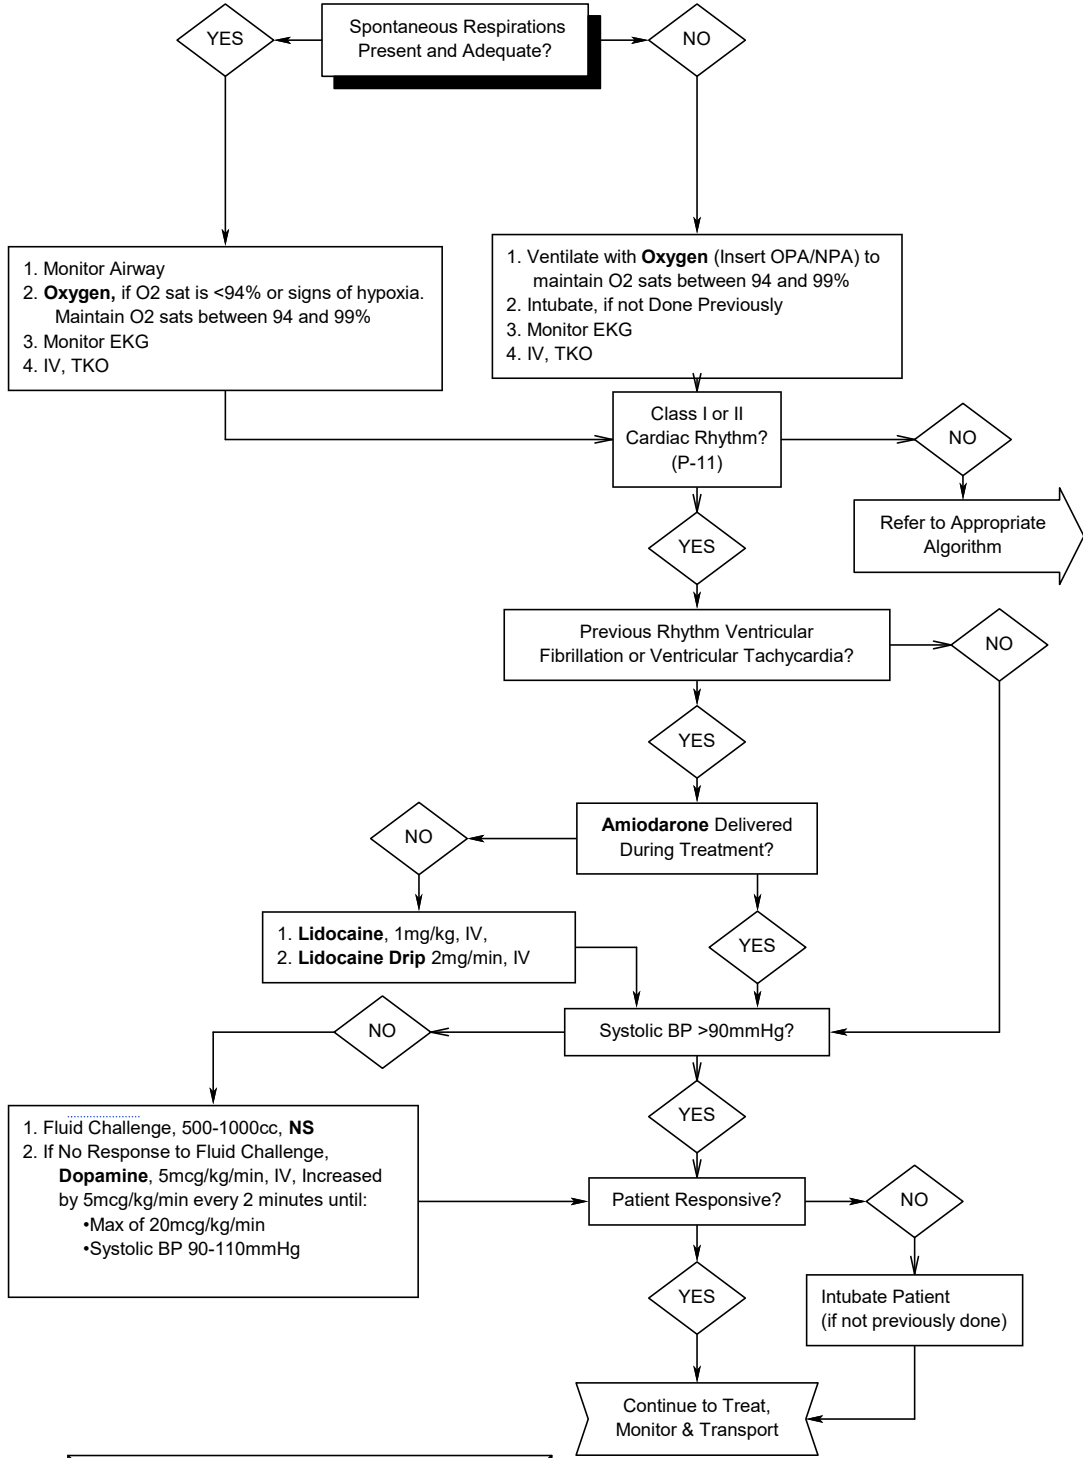 Spontaneous Respirations
Present and Adequate?
YES
NO
1. Monitor Airway
2. Oxygen, if O2 sat is <94% or signs of hypoxia.
Maintain O2 sats between 94 and 99%
3. Monitor EKG
4. IV, TKO
1. Ventilate with Oxygen (Insert OPA/NPA) to
maintain O2 sats between 94 and 99%
2. Intubate, if not Done Previously
3. Monitor EKG
4. IV, TKO
Class I or II
Cardiac Rhythm?
(P-11)
NO
Refer to Appropriate
Algorithm
YES
Previous Rhythm Ventricular
Fibrillation or Ventricular Tachycardia?
NO
YES
Amiodarone Delivered
During Treatment?
NO
1. Lidocaine, 1mg/kg, IV,
2. Lidocaine Drip 2mg/min, IV
YES
Systolic BP >90mmHg?
NO
1. Fluid Challenge, 500-1000cc, NS
2. If No Response to Fluid Challenge,
Dopamine, 5mcg/kg/min, IV, Increased
by 5mcg/kg/min every 2 minutes until:
•Max of 20mcg/kg/min
•Systolic BP 90-110mmHg
YES
Patient Responsive?
NO
Intubate Patient
(if not previously done)
YES
Continue to Treat,
Monitor & Transport